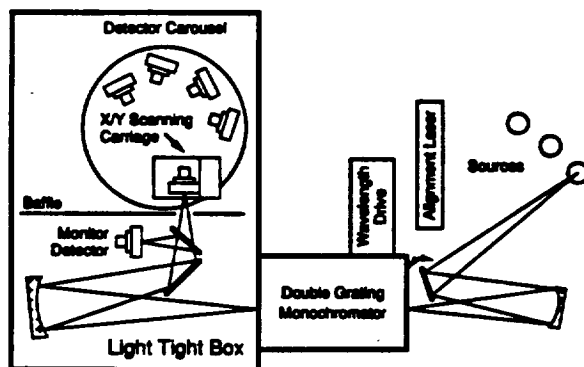 Detector Carousel
X/Y Scanning
Carriage
Baffle
Monitor
Detector
Light Tight Box
Wavelength
Drive
Alignment Laser
Sources
Double Grating
Monochromator